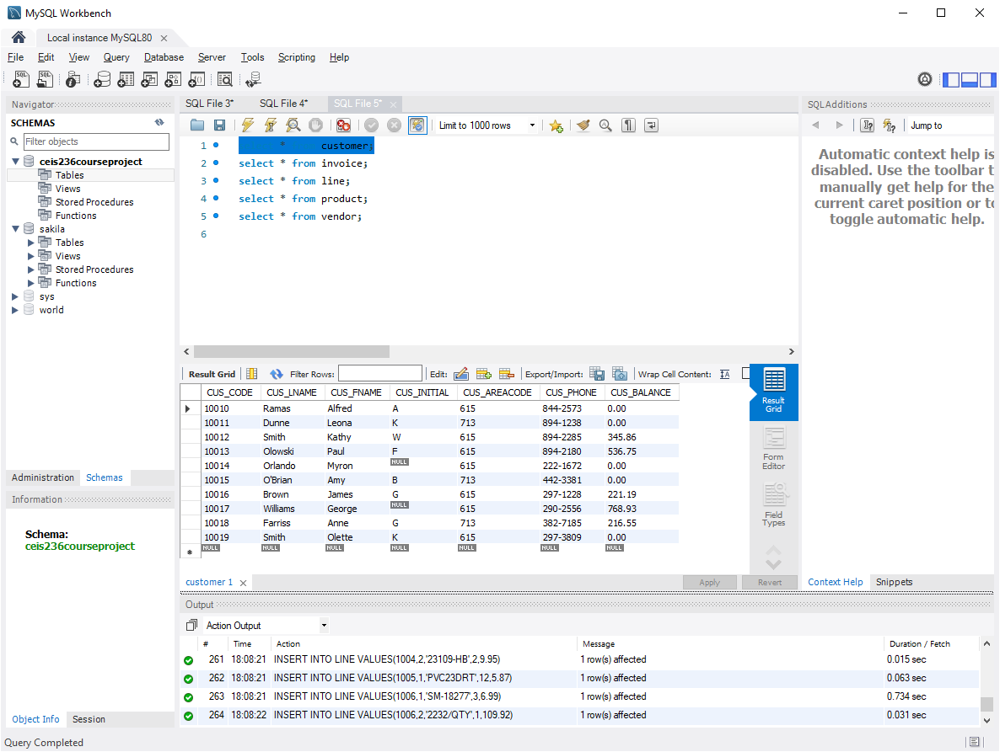 MySQL Workbench
Local instance MySQL80
File Edit View Query Database Server Tools Scripting Help
Navigator
SCHEMAS
Filter objects
ceis236courseproject
Tables
Views
Stored Procedures
Functions
sakila
Tables
Views
Stored Procedures
Functions
sys
world
Administration Schemas
Information
Schema:
ceis236courseproject
Object Info Session
SQL File 3* SQL File 4* SQL File 5*
Limit to 1000 rows
1 * customer;
2 select * from invoice;
3 select * from line;
4 select * from product;
5 select * from vendor;
6
Result Grid Filter Rows: Edit: Export/Import: Wrap Cell Content:
CUS_CODE CUS_LNAME CUS_FNAME CUS_INITIAL CUS_AREACODE CUS_PHONE CUS_BALANCE
10010 Ramas Alfred A 615 844-2573 0.00
10011 Dunne Leona K 713 894-1238 0.00
10012 Smith Kathy W 615 894-2285 345.86
10013 Olowski Paul F 615 894-2180 536.75
10014 Orlando Myron NULL 615 222-1672 0.00
10015 O'Brian Amy B 713 442-3381 0.00
10016 Brown James G 615 297-1228 221.19
10017 Williams George NULL 615 290-2556 768.93
10018 Farriss Anne G 713 382-7185 216.55
10019 Smith Olette K 615 297-3809 0.00
NULL NULL NULL NULL NULL NULL NULL
Result
Grid
Form
Editor
Field
Types
customer 1 Apply Revert
SQLAdditions
Jump to
Automatic context help is
disabled. Use the toolbar t
manually get help for the
current caret position or to
toggle automatic help.
Context Help Snippets
Output
Action Output
# Time Action Message Duration / Fetch
261 18:08:21 INSERT INTO LINE VALUES(1004,2,'23109-HB',2,9.95) 1 row(s) affected 0.015 sec
262 18:08:21 INSERT INTO LINE VALUES(1005,1,'PVC23DRT',12,5.87) 1 row(s) affected 0.063 sec
263 18:08:21 INSERT INTO LINE VALUES(1006,1,'SM-18277',3,6.99) 1 row(s) affected 0.734 sec
264 18:08:22 INSERT INTO LINE VALUES(1006,2,'2232/QTY',1,109.92) 1 row(s) affected 0.031 sec
Query Completed